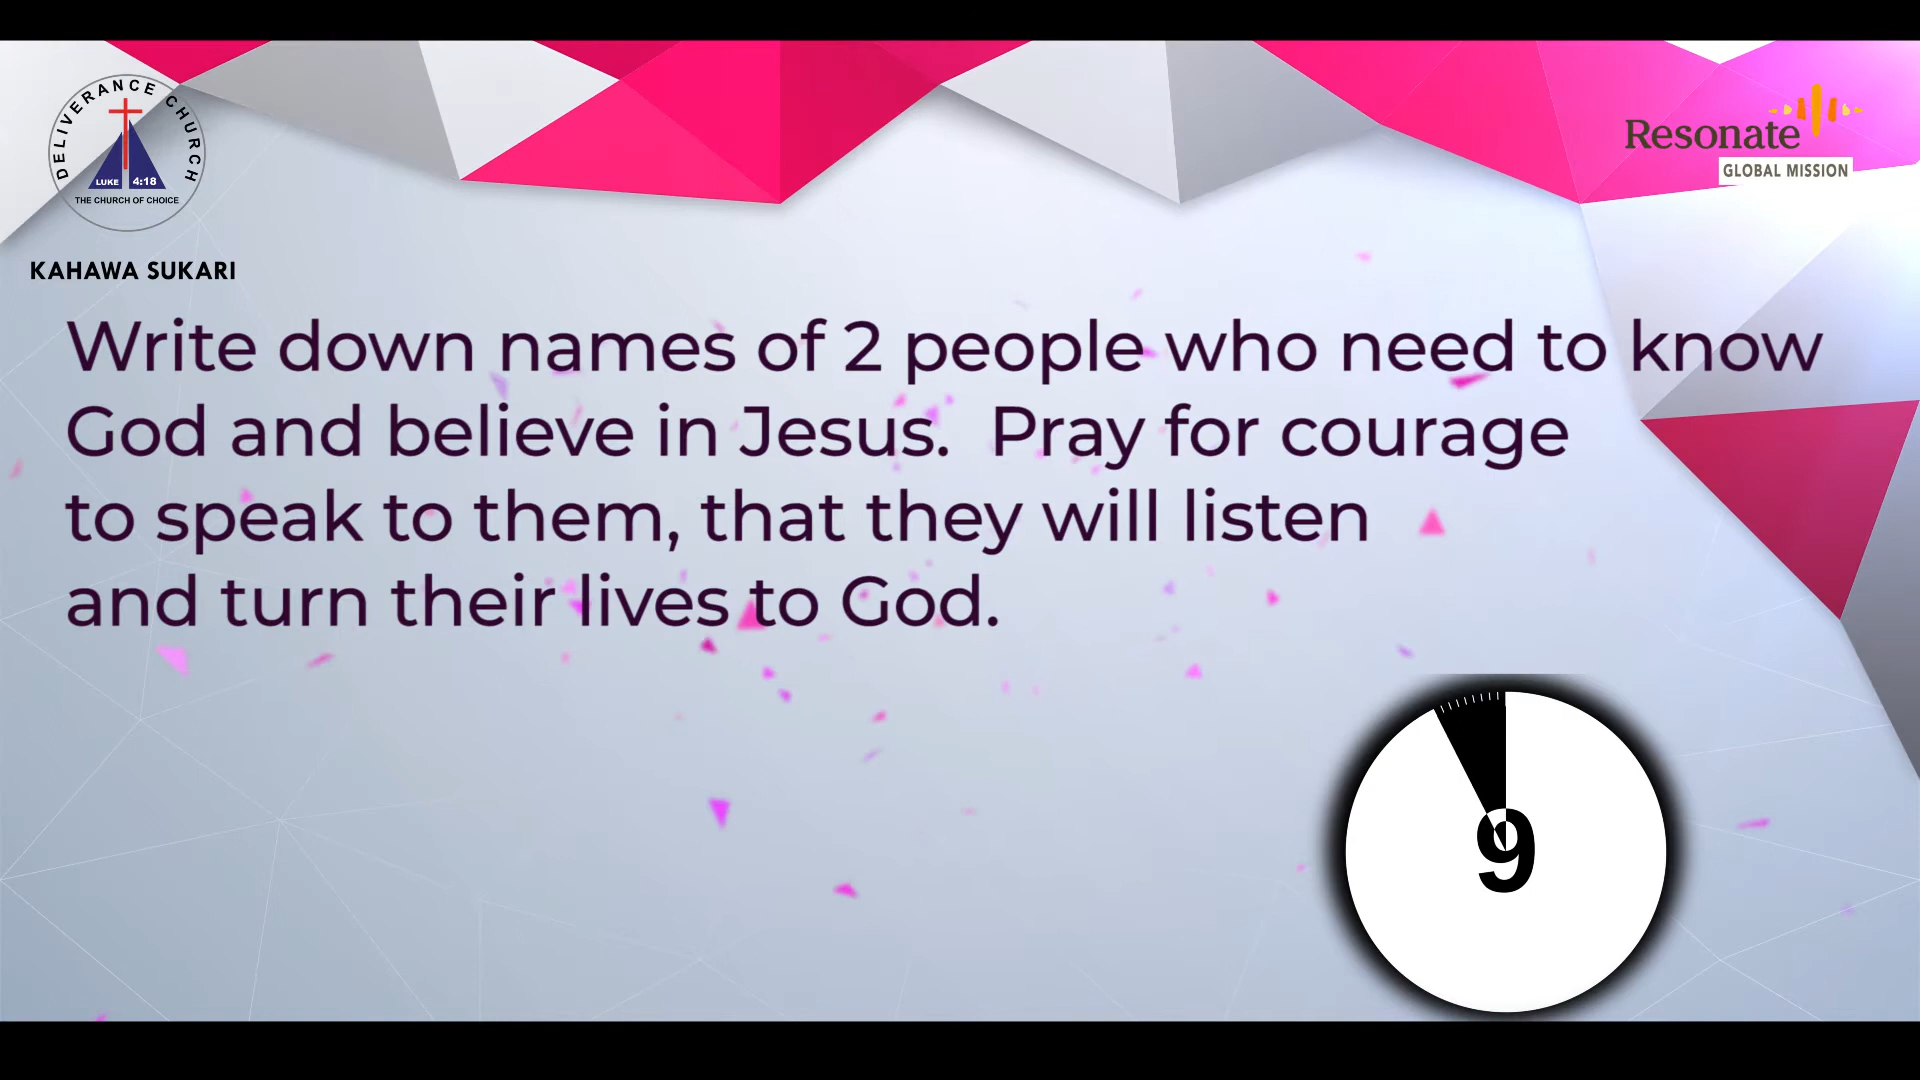 DELIVERANCE CHURCH
LUKE 4:18
THE CHURCH OF CHOICE
KAHAWA SUKARI
Resonate
GLOBAL MISSION
Write down names of 2 people who need to know
God and believe in Jesus.  Pray for courage
to speak to them, that they will listen
and turn their lives to God.
9